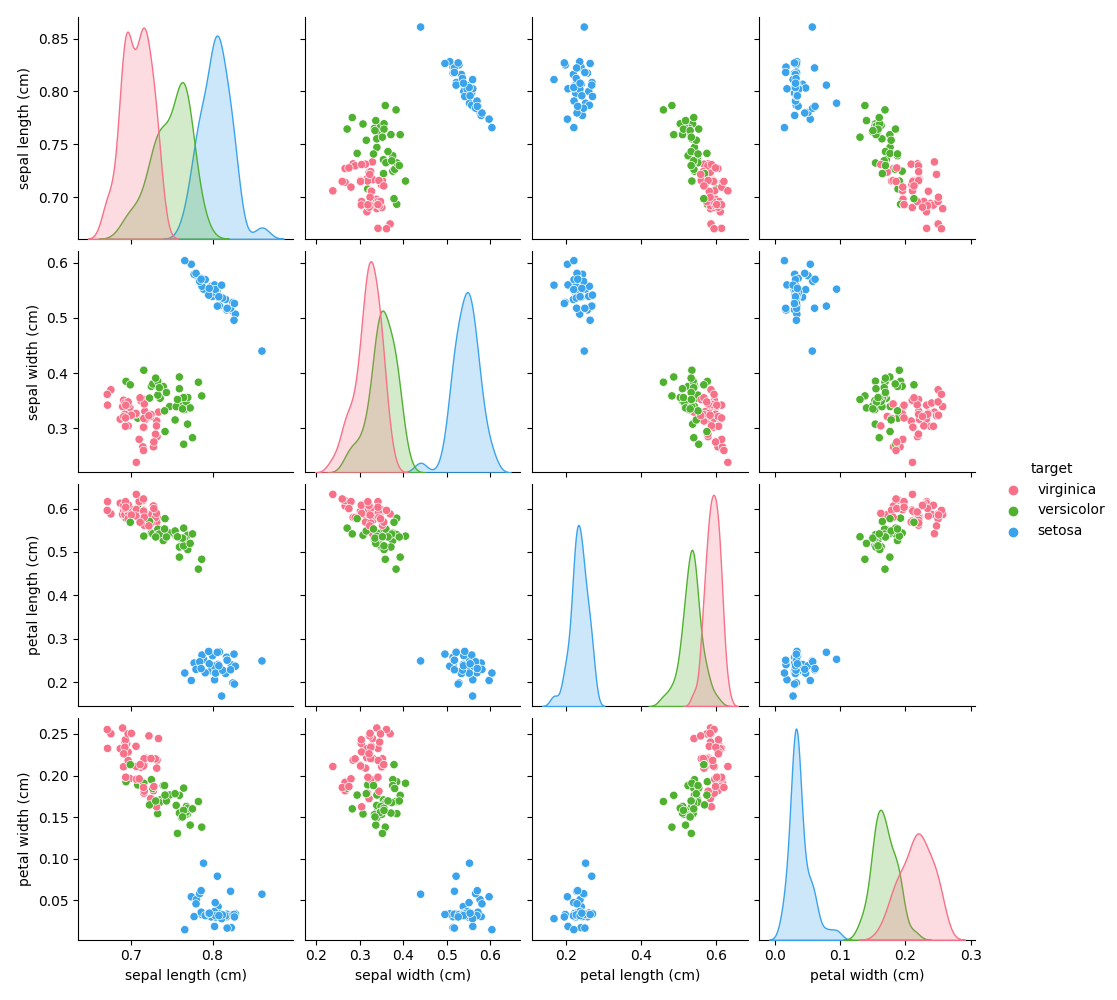 sepal length (cm)
0.85
0.80
0.75
0.70
sepal width (cm)
0.6
0.5
0.4
0.3
petal length (cm)
0.6
0.5
0.4
0.3
0.2
petal width (cm)
0.25
0.20
0.15
0.10
0.05
0.7 0.8
sepal length (cm)
0.2 0.3 0.4 0.5 0.6
sepal width (cm)
0.2 0.4 0.6
petal length (cm)
0.0 0.1 0.2 0.3
petal width (cm)
target
virginica
versicolor
setosa